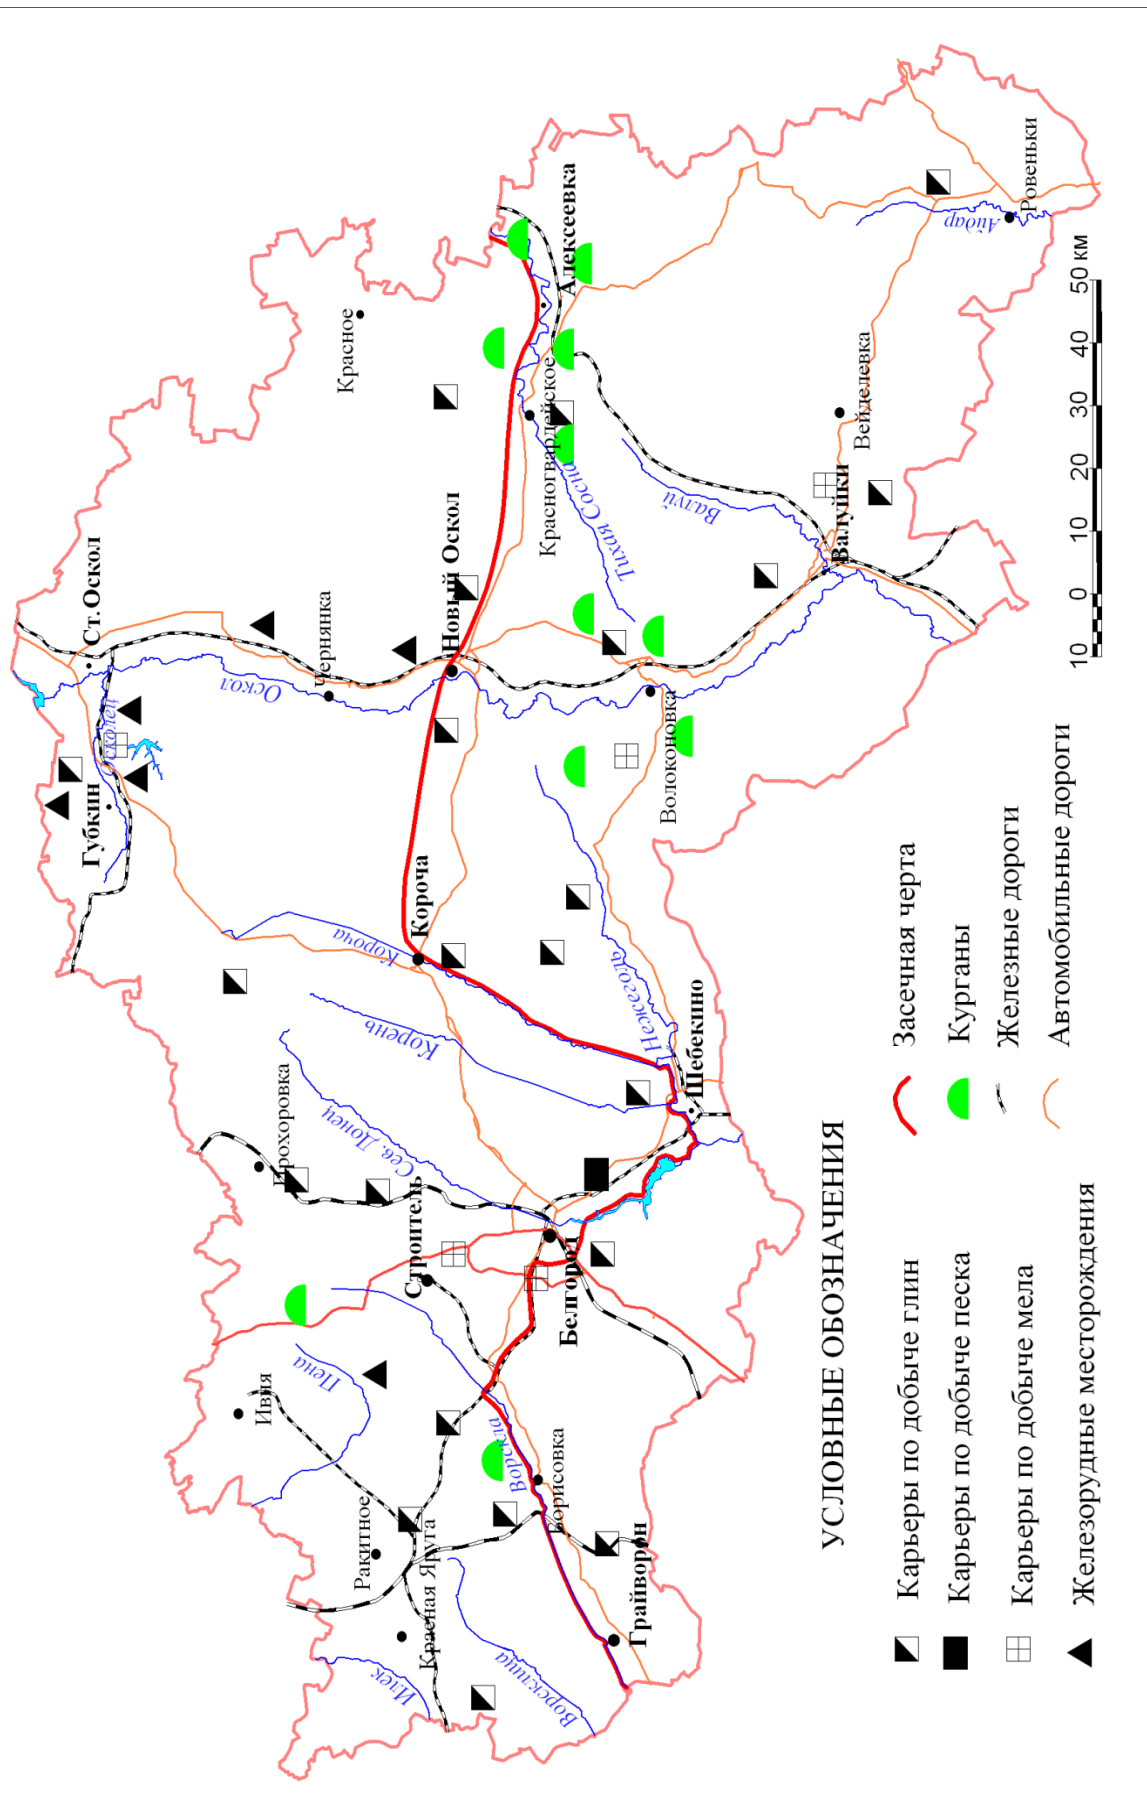 Ст.Оскол
Губкин
Осколец
Оскол
Чернянка
Красное
Прохоровка
Короча
Короча
Корень
Сев. Донец
Новый Оскол
Алексеевка
Красногвардейское
Тихая Сосна
Валуй
Валуйки
Вейделевка
Айдар
Ровеньки
Волоконовка
Нежеголь
Шебекино
Строитель
Белгород
Ивня
Пена
Ворскла
Борисовка
Ракитное
Красная Яруга
Илек
Ворсклица
Грайворон
10 0 10 20 30 40 50 км
УСЛОВНЫЕ ОБОЗНАЧЕНИЯ
Карьеры по добыче глин
Карьеры по добыче песка
Карьеры по добыче мела
Железорудные месторождения
Засечная черта
Курганы
Железные дороги
Автомобильные дороги